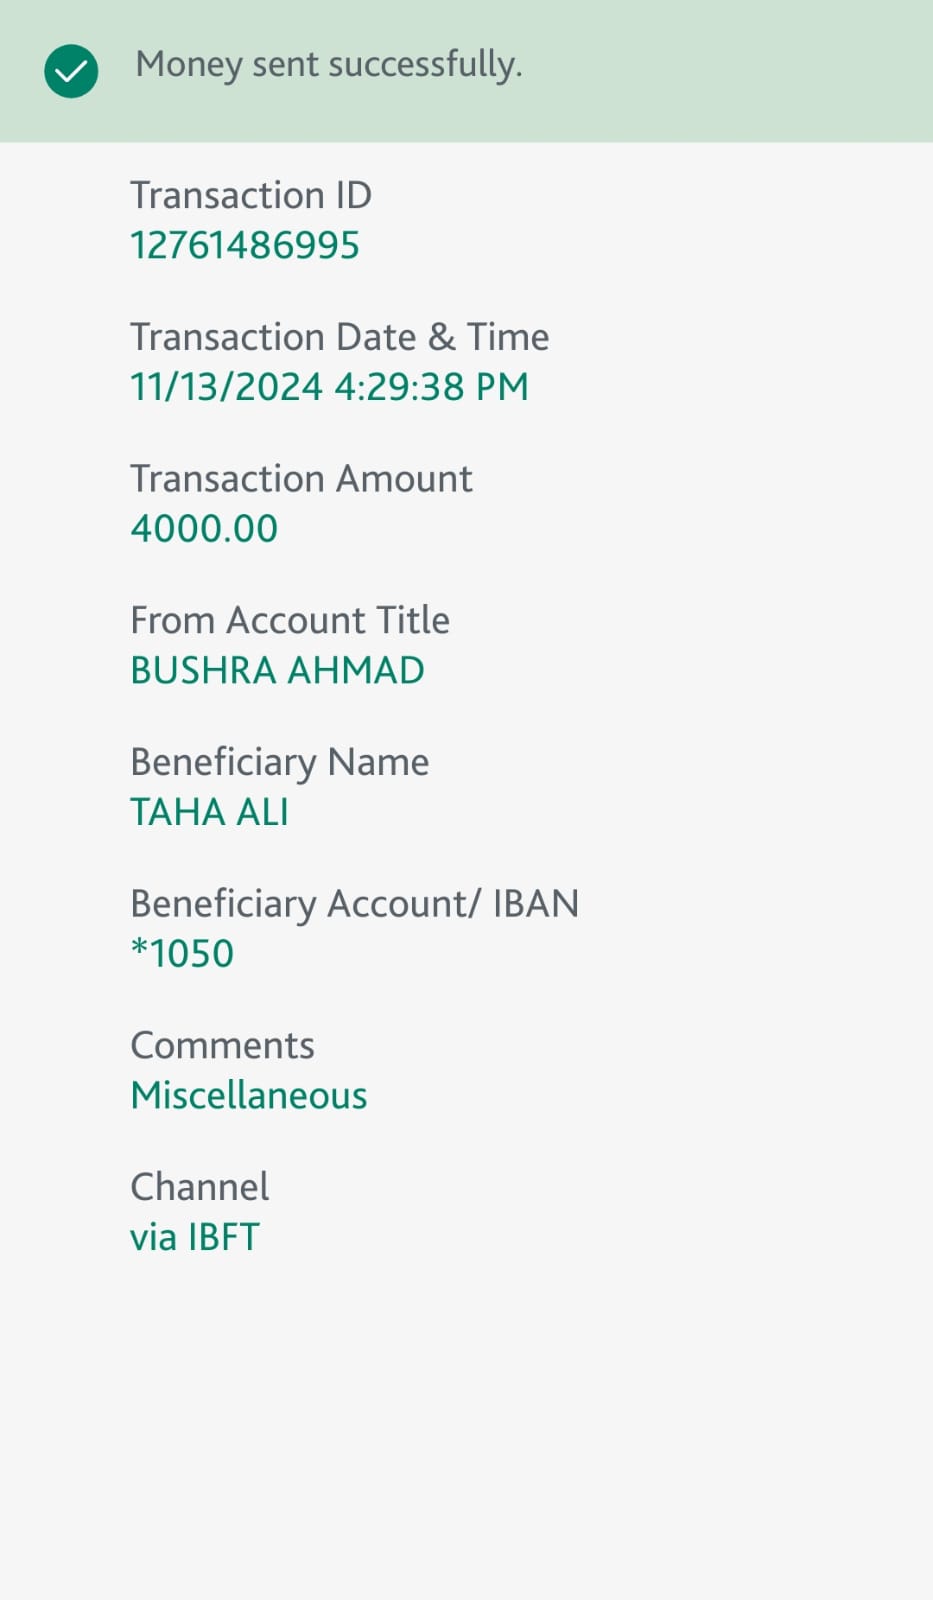 Money sent successfully.
Transaction ID
12761486995
Transaction Date & Time
11/13/2024 4:29:38 PM
Transaction Amount
4000.00
From Account Title
BUSHRA AHMAD
Beneficiary Name
TAHA ALI
Beneficiary Account/ IBAN
*1050
Comments
Miscellaneous
Channel
via IBFT